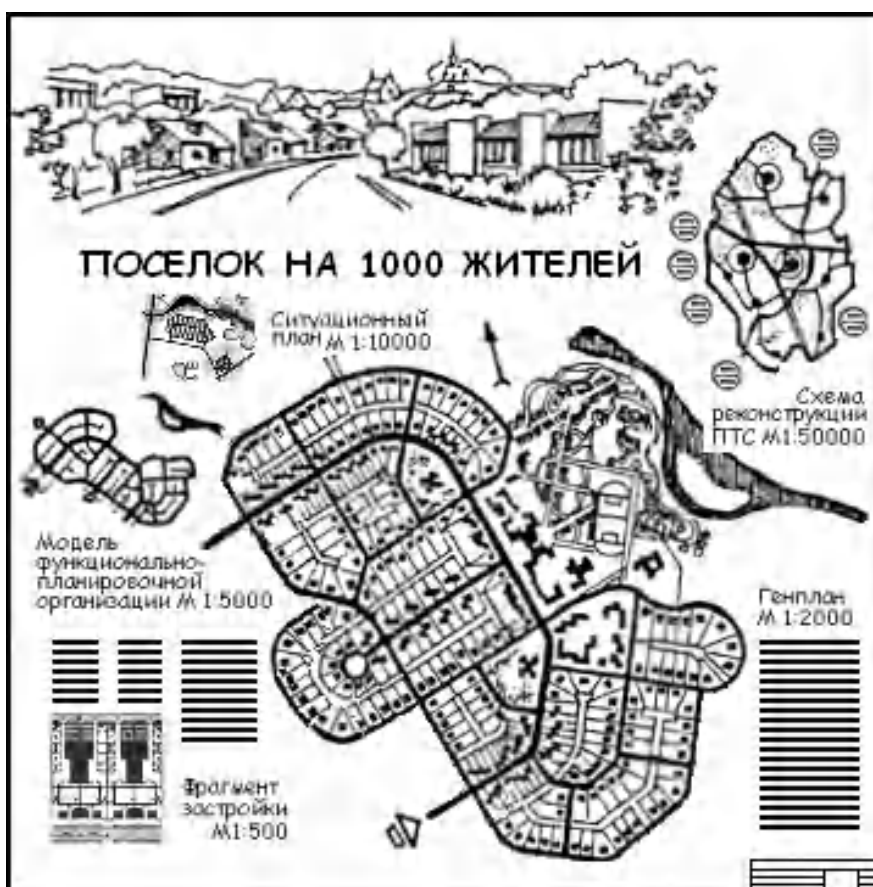 ПОСЕЛОК НА 1000 ЖИТЕЛЕЙ
Ситуационный
план М 1:10000
Схема
реконструкции
ПТС М1:50000
Модель
функционально-
планировочной
организации М 1:5000
Генплан
М 1:2000
Фрагмент
застройки
М1:500